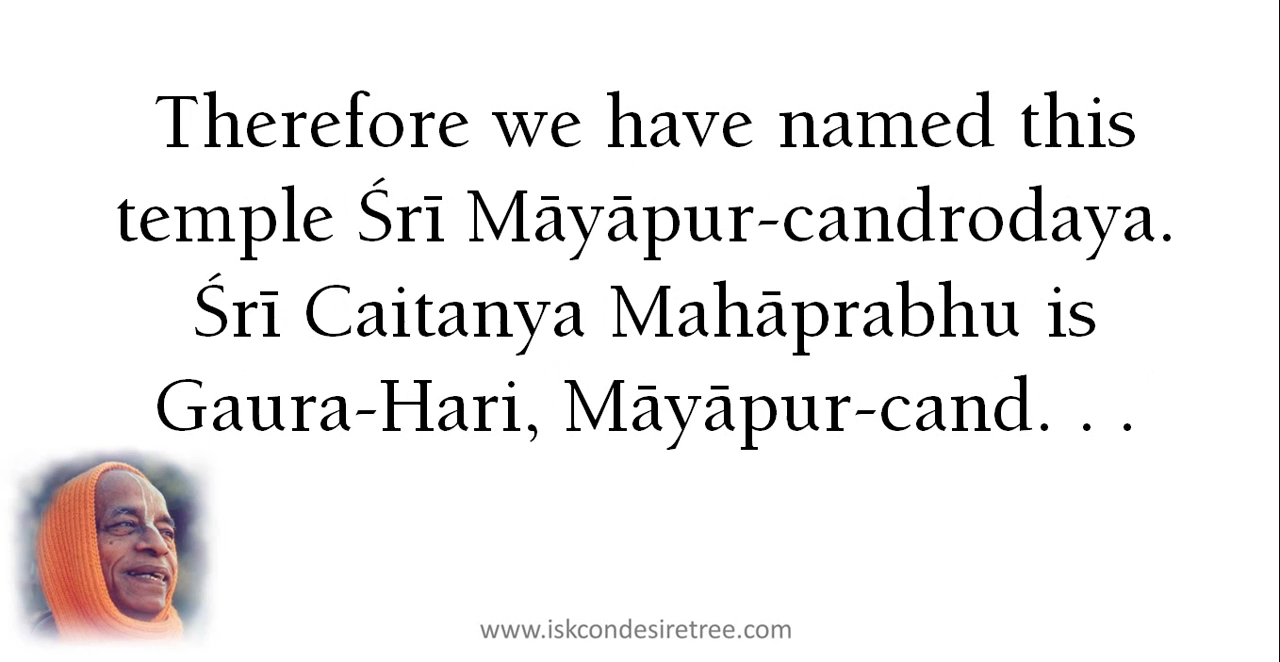 Therefore we have named this
temple Śrī Māyāpur-candrodaya.
Śrī Caitanya Mahāprabhu is
Gaura-Hari, Māyāpur-cand. . .
www.iskcondesiretree.com